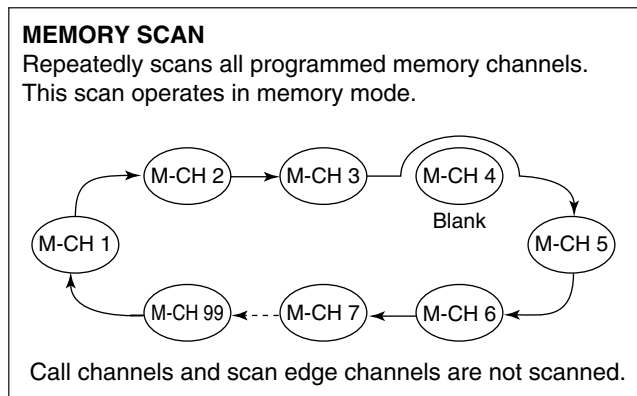 MEMORY SCAN
Repeatedly scans all programmed memory channels.
This scan operates in memory mode.
M-CH 2
M-CH 3
M-CH 4
Blank
M-CH 1
M-CH 5
M-CH 99
M-CH 7
M-CH 6
Call channels and scan edge channels are not scanned.